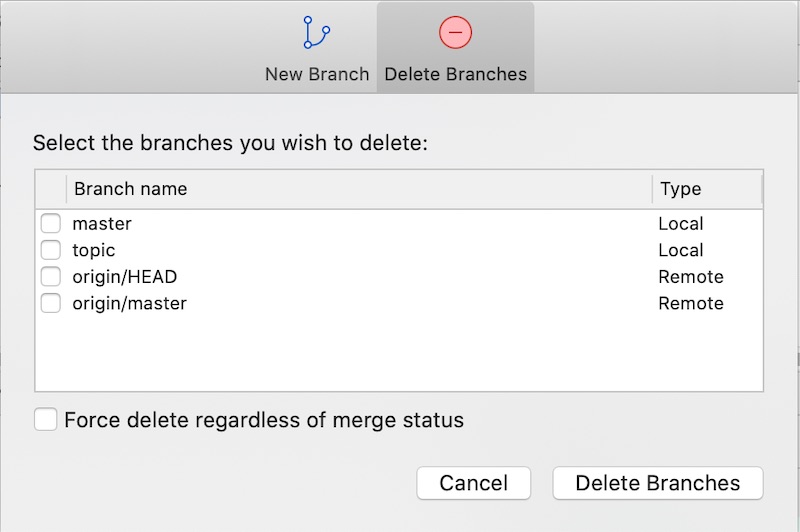 New Branch Delete Branches
Select the branches you wish to delete:
Branch name Type
master Local
topic Local
origin/HEAD Remote
origin/master Remote
Force delete regardless of merge status
Cancel Delete Branches